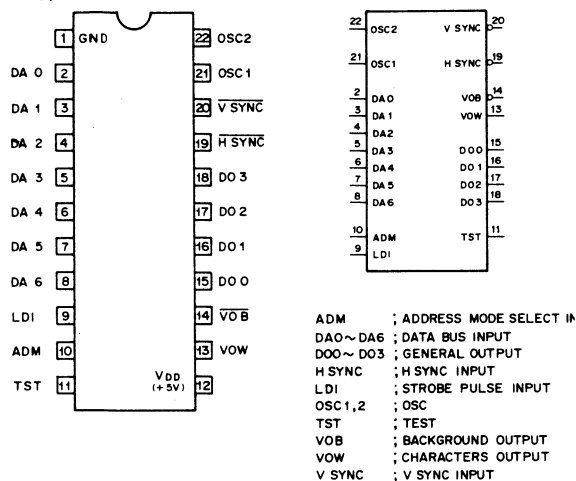 1 GND 22 OSC2
DA 0 2 21 OSC 1
DA 1 3 20 V SYNC
DA 2 4 19 H SYNC
DA 3 5 18 DO 3
DA 4 6 17 DO 2
DA 5 7 16 DO 1
DA 6 8 15 DO 0
LDI 9 14 VOB
ADM 10 13 VOW
TST 11 VDD (+5V) 12
22 OSC2 V SYNC 20
21 OSC1 H SYNC 19
2 DA0 VOB 14
3 DA1 VOW 13
4 DA2
5 DA3 DO0 15
6 DA4 DO1 16
7 DA5 DO2 17
8 DA6 DO3 18
10 ADM TST 11
9 LDI
ADM ; ADDRESS MODE SELECT IN
DA0~DA6 ; DATA BUS INPUT
DO0~DO3 ; GENERAL OUTPUT
H SYNC ; H SYNC INPUT
LDI ; STROBE PULSE INPUT
OSC1,2 ; OSC
TST ; TEST
VOB ; BACKGROUND OUTPUT
VOW ; CHARACTERS OUTPUT
V SYNC ; V SYNC INPUT